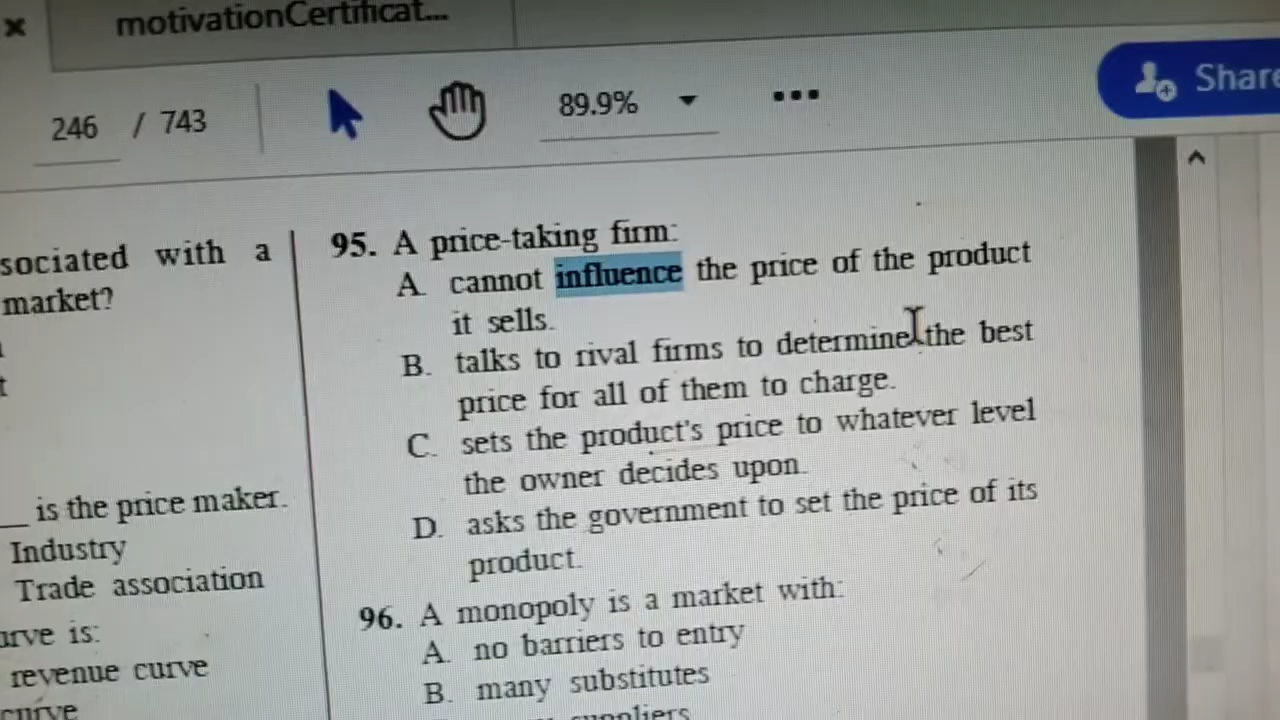 motivationCertificat...
246 / 743
89.9%
Share
sociated with a
market?
is the price maker.
Industry
Trade association
urve is:
revenue curve
curve
95. A price-taking firm:
A. cannot influence the price of the product
it sells.
B. talks to rival firms to determine the best
price for all of them to charge.
C. sets the product's price to whatever level
the owner decides upon.
D. asks the government to set the price of its
product.
96. A monopoly is a market with:
A. no barriers to entry
B. many substitutes
suppliers